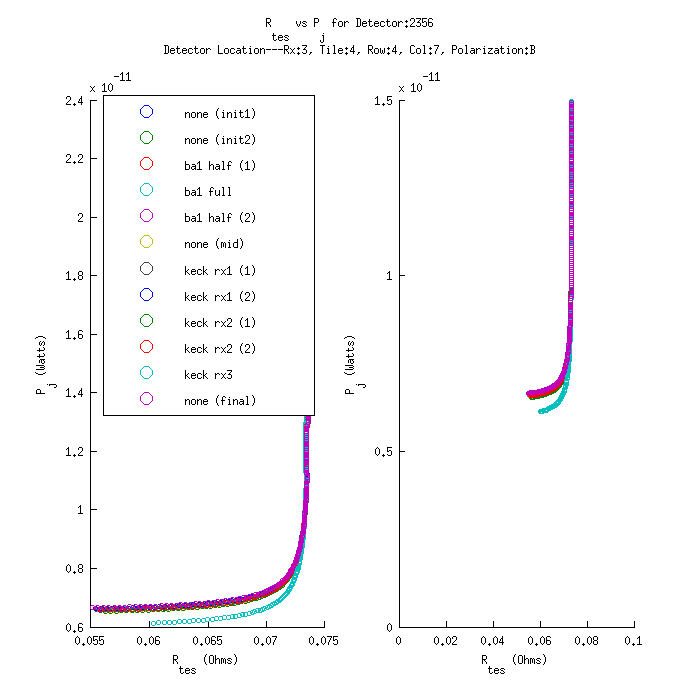 R tes vs P j for Detector:2356
Detector Location---Rx:3, Tile:4, Row:4, Col:7, Polarization:B
x 10^-11
2.4
2.2
2
1.8
1.6
1.4
1.2
1
0.8
0.6
P j (Watts)
none (init1)
none (init2)
ba1 half (1)
ba1 full
ba1 half (2)
none (mid)
keck rx1 (1)
keck rx1 (2)
keck rx2 (1)
keck rx2 (2)
keck rx3
none (final)
0.055 0.06 0.065 0.07 0.075
R tes (Ohms)
x 10^-11
1.5
1
0.5
0
P j (Watts)
0 0.02 0.04 0.06 0.08 0.1
R tes (Ohms)